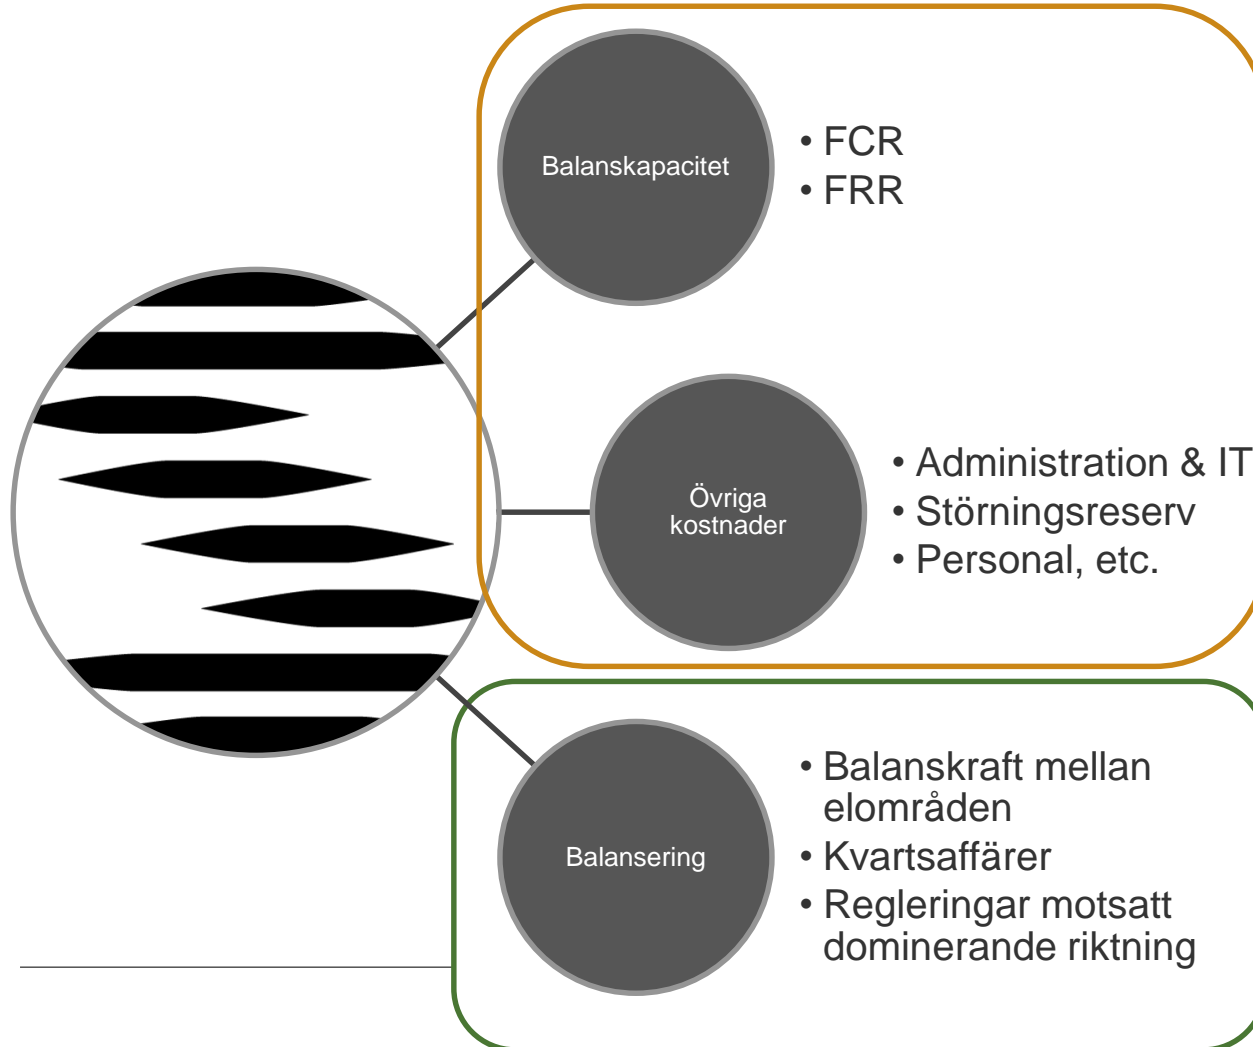 Balanskapacitet
• FCR
• FRR
Övriga
kostnader
• Administration & IT
• Störningsreserv
• Personal, etc.
Balansering
• Balanskraft mellan
elområden
• Kvartsaffärer
• Regleringar motsatt
dominerande riktning